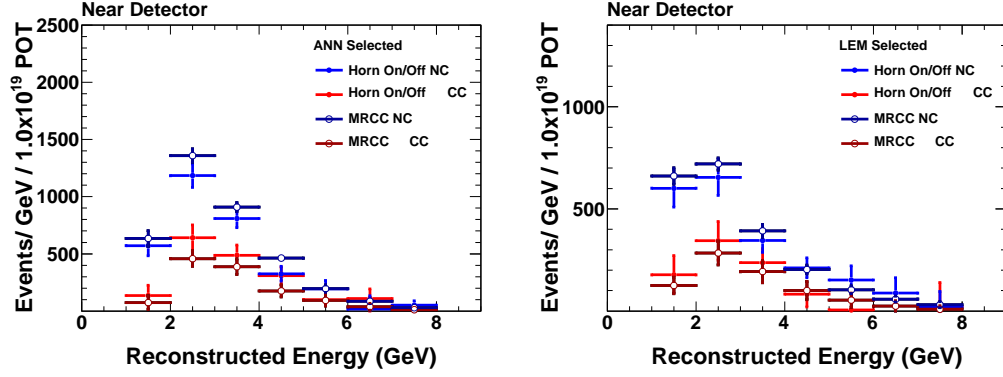 Near Detector
ANN Selected
Horn On/Off NC
Horn On/Off CC
MRCC NC
MRCC CC
Events/ GeV / 1.0x10¹⁹ POT
2500
2000
1500
1000
500
0 2 4 6 8
Reconstructed Energy (GeV)
Near Detector
LEM Selected
Horn On/Off NC
Horn On/Off CC
MRCC NC
MRCC CC
Events/ GeV / 1.0x10¹⁹ POT
1000
500
0 2 4 6 8
Reconstructed Energy (GeV)